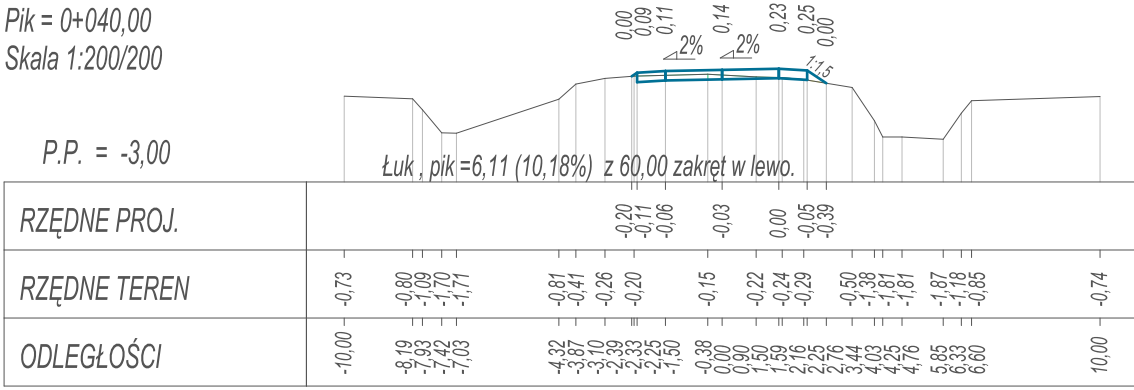 Pik = 0+040,00
Skala 1:200/200
0,00 0,09 0,11 0,14 0,23 0,25 0,00
2% 2%
1:1,5
P.P. = -3,00
Łuk , pik =6,11 (10,18%) z 60,00 zakręt w lewo.
RZĘDNE PROJ. -0,20 -0,11 -0,06 -0,03 0,00 -0,05 -0,39
RZĘDNE TEREN -0,73 -0,80 -1,09 -1,70 -1,71 -0,81 -0,41 -0,26 -0,20 -0,15 -0,22 -0,24 -0,29 -0,50 -1,38 -1,81 -1,81 -1,87 -1,18 -0,85 -0,74
ODLEGŁOŚCI -10,00 -8,19 -7,93 -7,42 -7,03 -4,32 -3,87 -3,10 -2,39 -2,33 -2,25 -1,50 -0,38 0,00 0,90 1,50 1,59 2,16 2,25 2,76 3,44 4,03 4,25 4,76 5,85 6,33 6,60 10,00